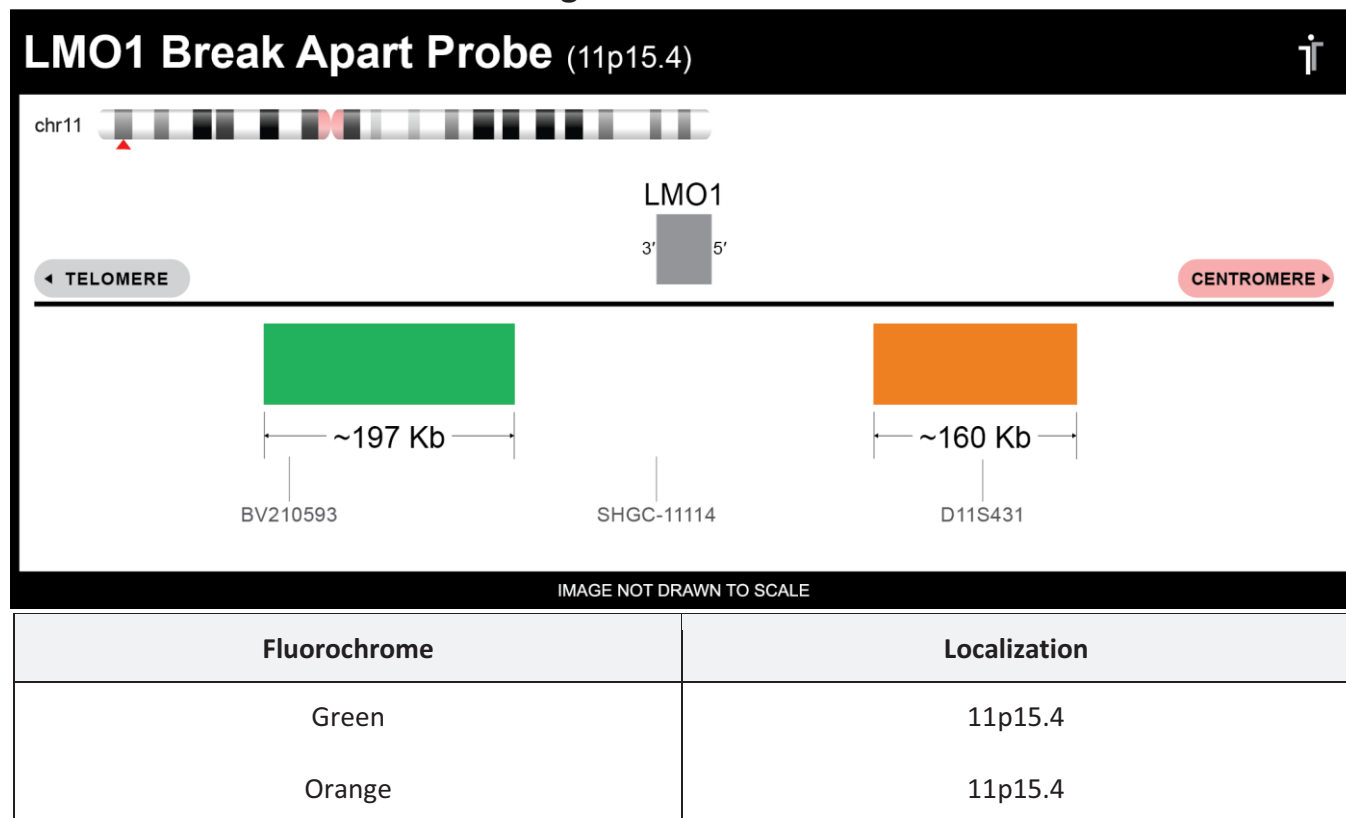 LMO1 Break Apart Probe (11p15.4)
chr11
LMO1
3′ 5′
◂ TELOMERE
CENTROMERE ▸
~197 Kb
~160 Kb
BV210593
SHGC-11114
D11S431
IMAGE NOT DRAWN TO SCALE
Fluorochrome Localization
Green 11p15.4
Orange 11p15.4